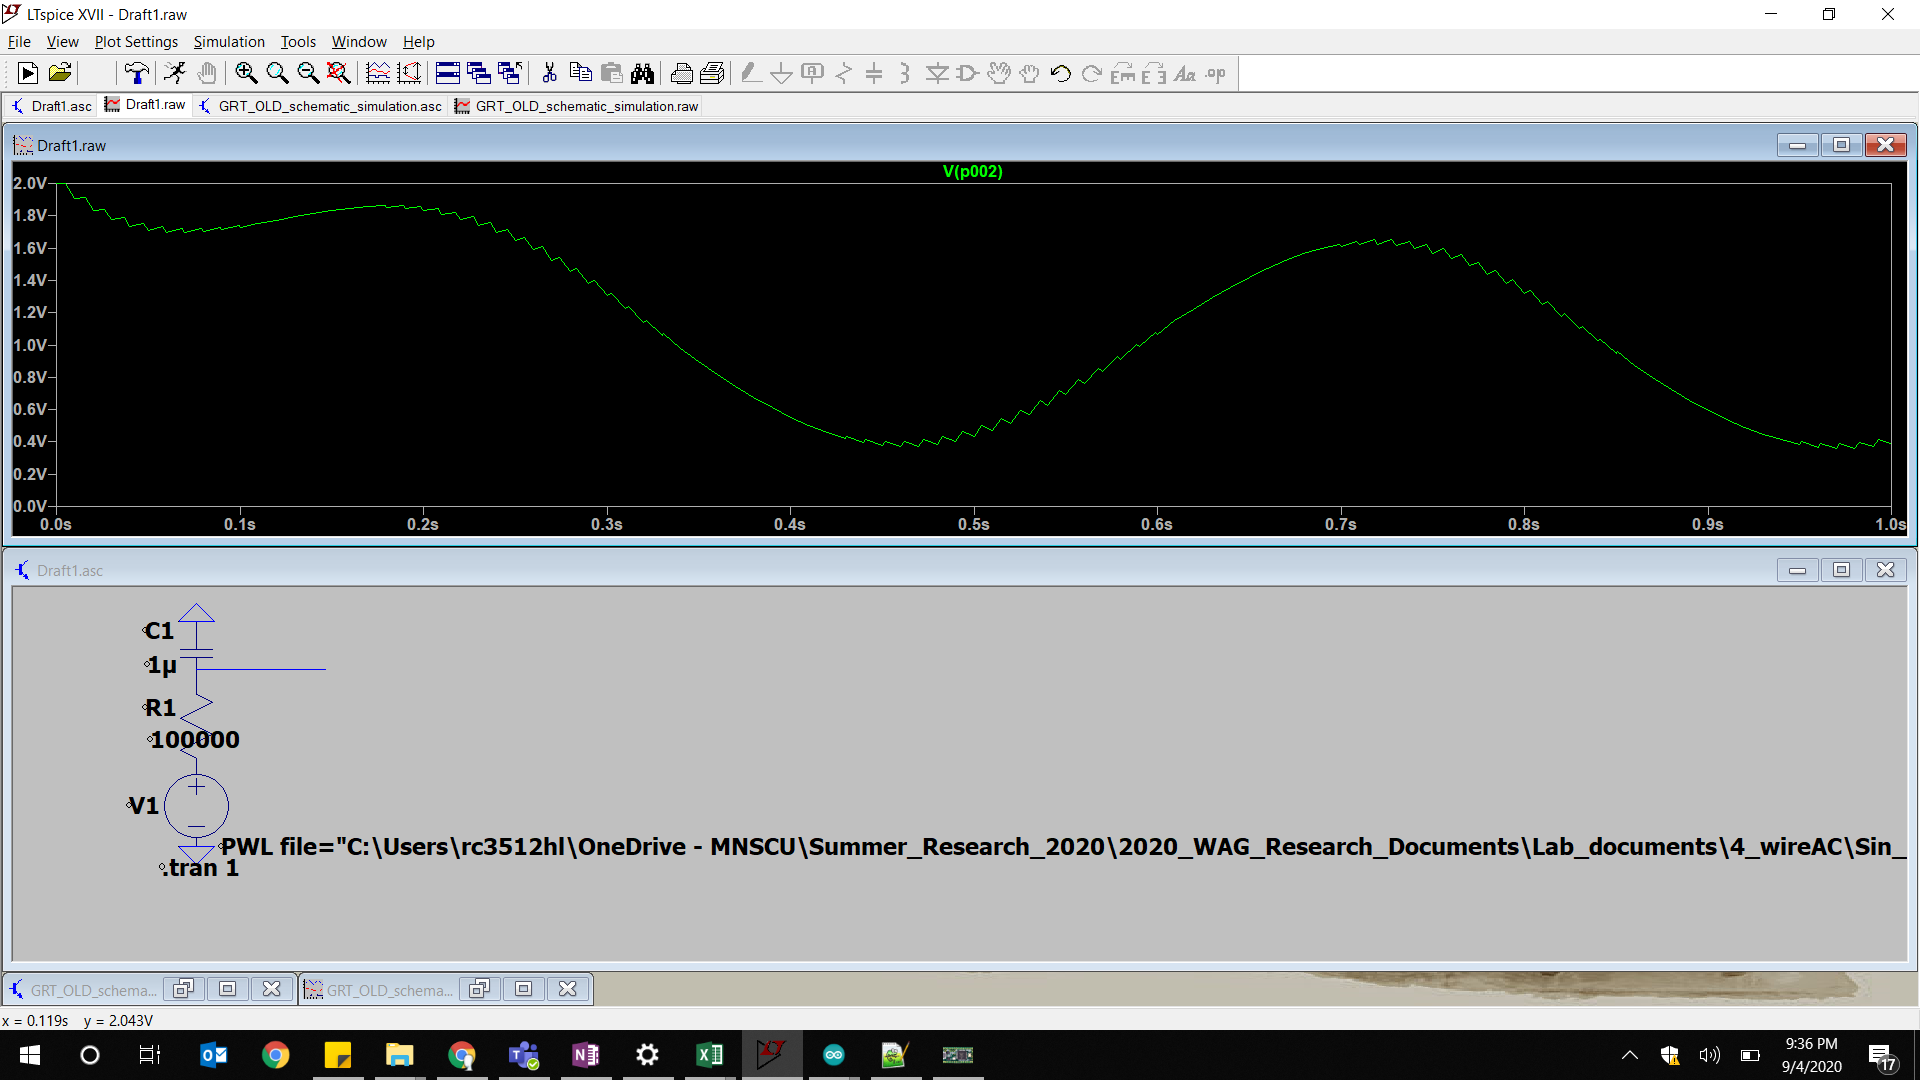 LTspice XVII - Draft1.raw
File View Plot Settings Simulation Tools Window Help
Draft1.asc Draft1.raw GRT_OLD_schematic_simulation.asc GRT_OLD_schematic_simulation.raw
Draft1.raw
V(p002)
2.0V
1.8V
1.6V
1.4V
1.2V
1.0V
0.8V
0.6V
0.4V
0.2V
0.0V
0.0s 0.1s 0.2s 0.3s 0.4s 0.5s 0.6s 0.7s 0.8s 0.9s 1.0s
Draft1.asc
C1
1µ
R1
100000
V1
PWL file="C:\Users\rc3512hl\OneDrive - MNSCU\Summer_Research_2020\2020_WAG_Research_Documents\Lab_documents\4_wireAC\Sin_
.tran 1
GRT_OLD_schema... GRT_OLD_schema...
x = 0.119s y = 2.043V
9:36 PM
9/4/2020
17